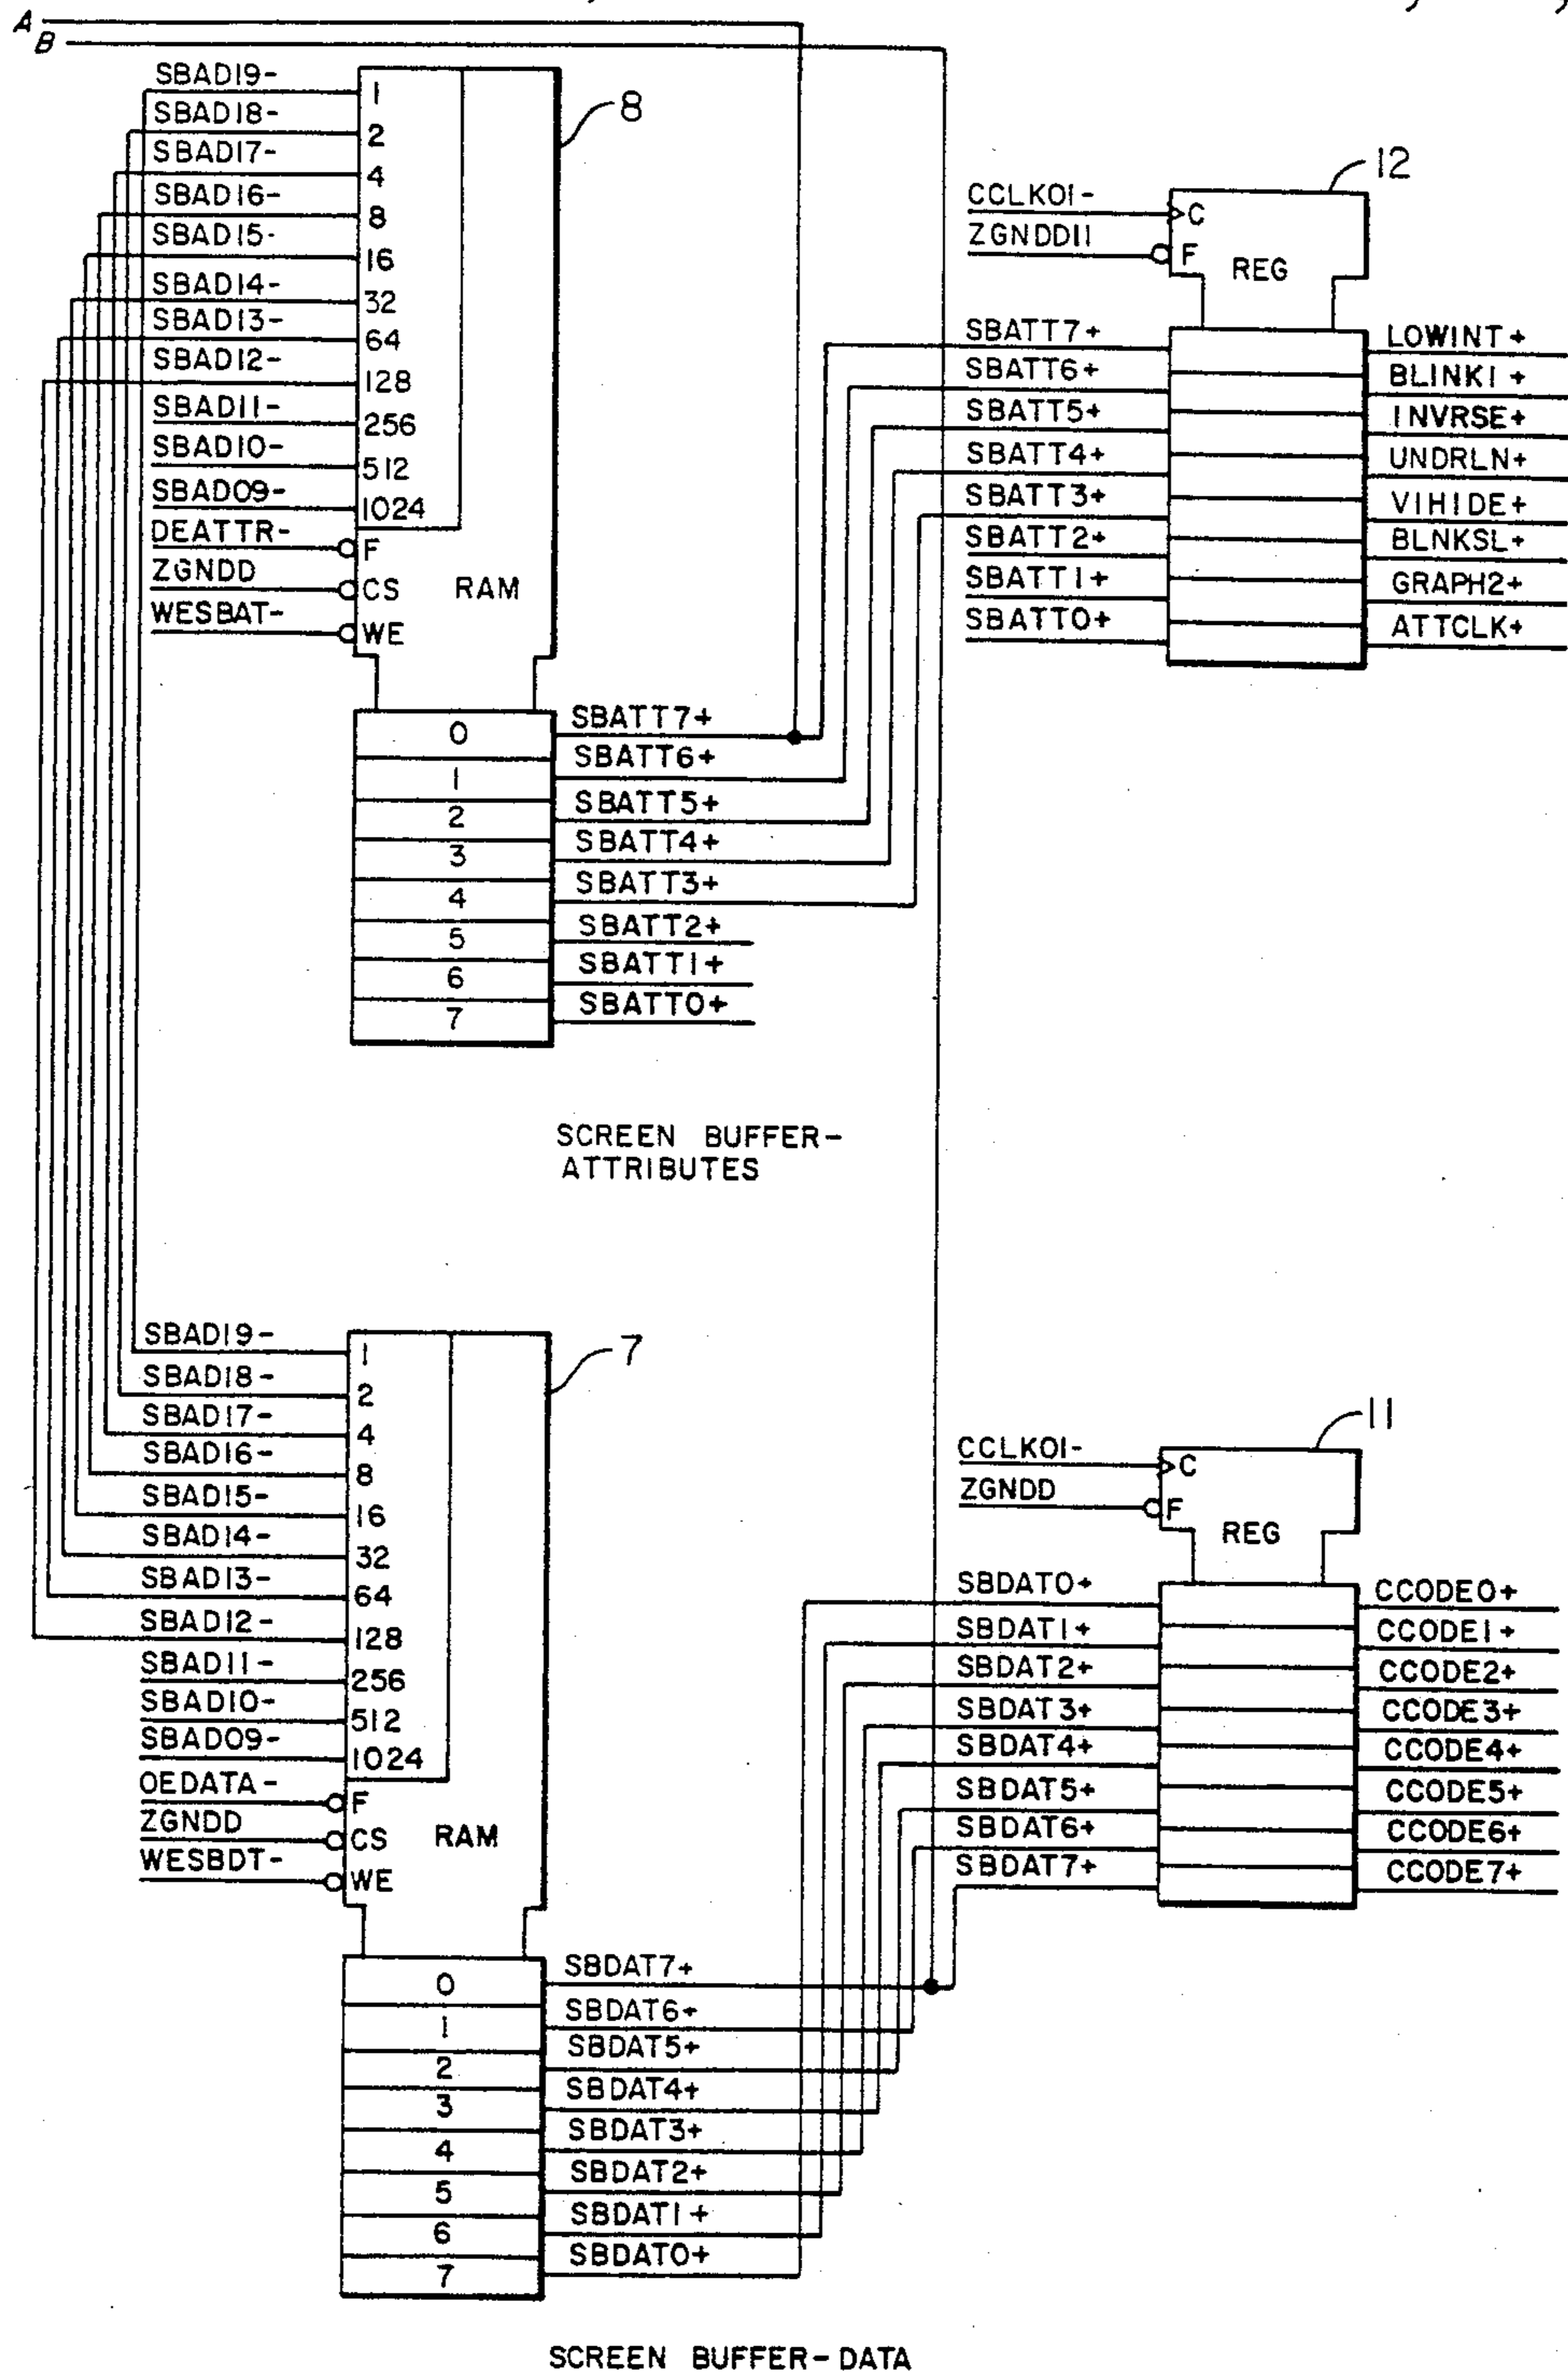 A
B
SBAD19-
1
SBAD18-
2
SBAD17-
4
SBAD16-
8
SBAD15-
16
SBAD14-
32
SBAD13-
64
SBAD12-
128
SBAD11-
256
SBAD10-
512
SBAD09-
1024
DEATTR-
F
ZGNDD
CS
WESBAT-
WE
RAM
8
0
SBATT7+
1
SBATT6+
2
SBATT5+
3
SBATT4+
4
SBATT3+
5
SBATT2+
6
SBATT1+
7
SBATT0+
12
CCLK01-
C
ZGNDD11
F
REG
SBATT7+
LOWINT+
SBATT6+
BLINK1+
SBATT5+
INVRSE+
SBATT4+
UNDRLN+
SBATT3+
VIHIDE+
SBATT2+
BLNKSL+
SBATT1+
GRAPH2+
SBATT0+
ATTCLK+
SCREEN BUFFER-
ATTRIBUTES
SBAD19-
1
SBAD18-
2
SBAD17-
4
SBAD16-
8
SBAD15-
16
SBAD14-
32
SBAD13-
64
SBAD12-
128
SBAD11-
256
SBAD10-
512
SBAD09-
1024
OEDATA-
F
ZGNDD
CS
WESBDT-
WE
RAM
7
0
SBDAT7+
1
SBDAT6+
2
SBDAT5+
3
SBDAT4+
4
SBDAT3+
5
SBDAT2+
6
SBDAT1+
7
SBDAT0+
11
CCLK01-
C
ZGNDD
F
REG
SBDAT0+
CCODE0+
SBDAT1+
CCODE1+
SBDAT2+
CCODE2+
SBDAT3+
CCODE3+
SBDAT4+
CCODE4+
SBDAT5+
CCODE5+
SBDAT6+
CCODE6+
SBDAT7+
CCODE7+
SCREEN BUFFER-DATA